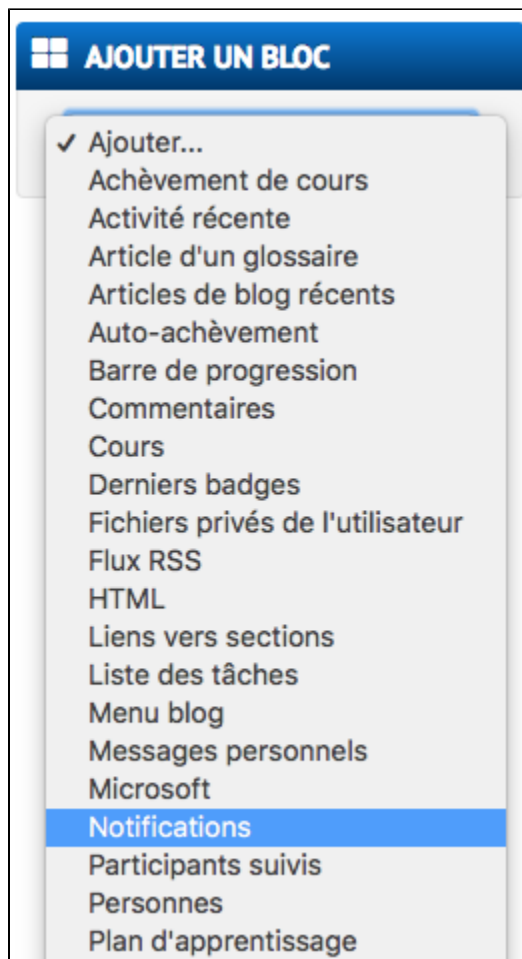 AJOUTER UN BLOC
Ajouter...
Achèvement de cours
Activité récente
Article d'un glossaire
Articles de blog récents
Auto-achèvement
Barre de progression
Commentaires
Cours
Derniers badges
Fichiers privés de l'utilisateur
Flux RSS
HTML
Liens vers sections
Liste des tâches
Menu blog
Messages personnels
Microsoft
Notifications
Participants suivis
Personnes
Plan d'apprentissage